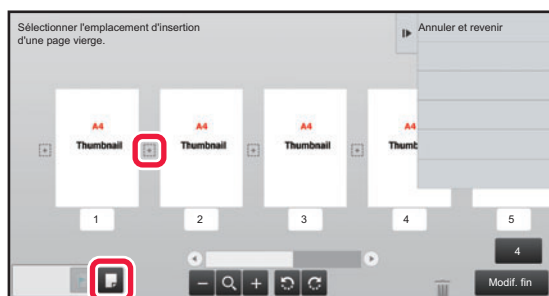 Sélectionner l'emplacement d'insertion
d'une page vierge.
Annuler et revenir
A4
Thumbnail
A4
Thumbnail
A4
Thumbnail
A4
Thumb
1
2
3
4
5
4
Modif. fin